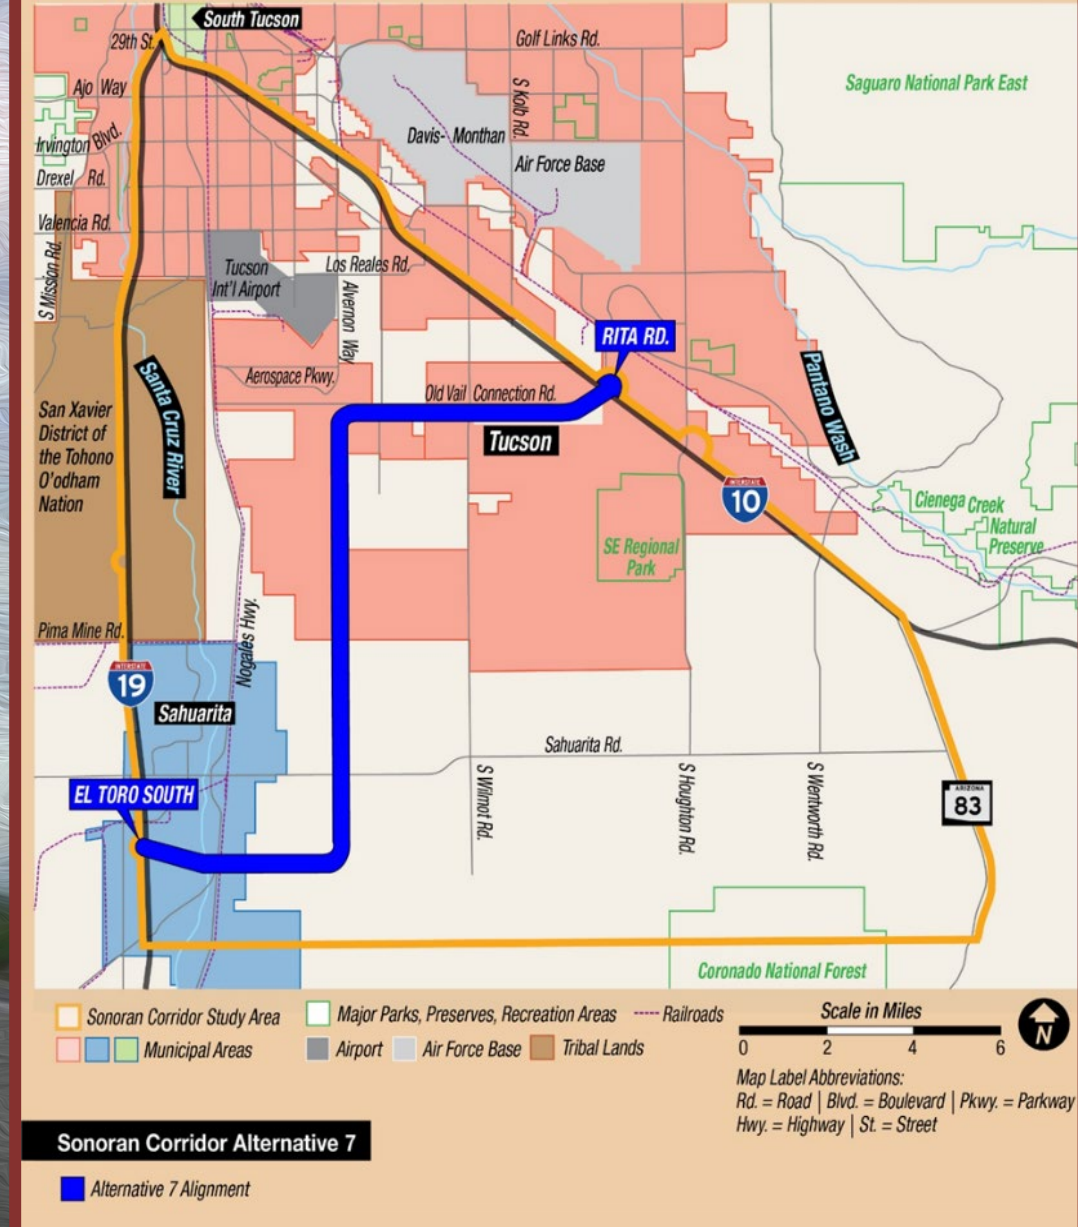 South Tucson
29th St.
Golf Links Rd.
Ajo Way
S Kolb Rd.
Saguaro National Park East
Irvington Blvd.
Davis- Monthan
Air Force Base
Drexel Rd.
Valencia Rd.
S Mission Rd.
Tucson
Int'l Airport
Los Reales Rd.
Alvernon Way
RITA RD.
Aerospace Pkwy.
Old Vail Connection Rd.
Pantano Wash
Santa Cruz River
San Xavier
District of
the Tohono
O'odham
Nation
Tucson
INTERSTATE
10
Cienega Creek
Natural
Preserve
SE Regional
Park
Pima Mine Rd.
Nogales Hwy.
INTERSTATE
19
Sahuarita
Sahuarita Rd.
EL TORO SOUTH
S Wilmot Rd.
S Houghton Rd.
S Wentworth Rd.
ARIZONA
83
Coronado National Forest
Sonoran Corridor Study Area
Major Parks, Preserves, Recreation Areas
Railroads
Municipal Areas
Airport
Air Force Base
Tribal Lands
Scale in Miles
0 2 4 6
N
Map Label Abbreviations:
Rd. = Road | Blvd. = Boulevard | Pkwy. = Parkway
Hwy. = Highway | St. = Street
Sonoran Corridor Alternative 7
Alternative 7 Alignment